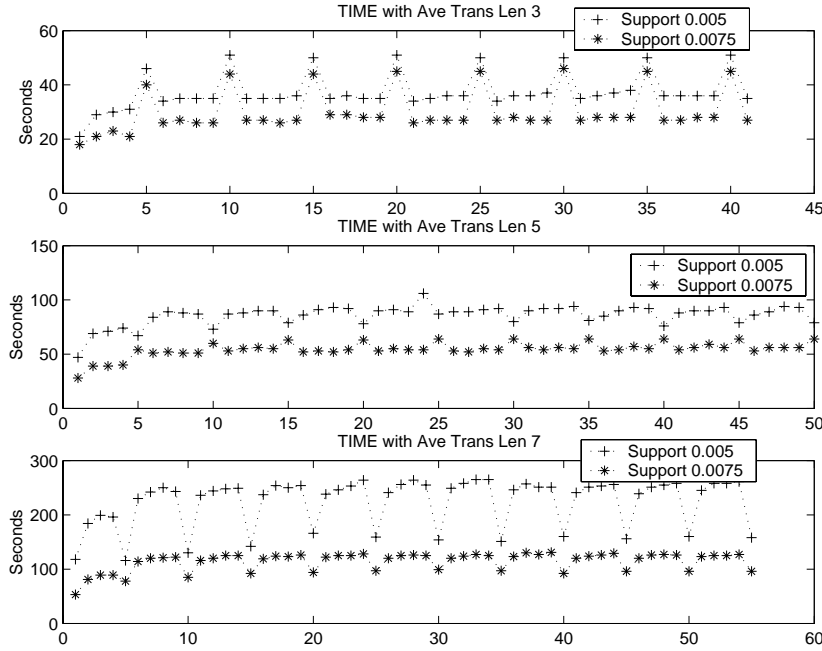 TIME with Ave Trans Len 3
Support 0.005
Support 0.0075
60
40
20
0
Seconds
0 5 10 15 20 25 30 35 40 45
TIME with Ave Trans Len 5
Support 0.005
Support 0.0075
150
100
50
0
Seconds
0 5 10 15 20 25 30 35 40 45 50
TIME with Ave Trans Len 7
Support 0.005
Support 0.0075
300
200
100
0
Seconds
0 10 20 30 40 50 60